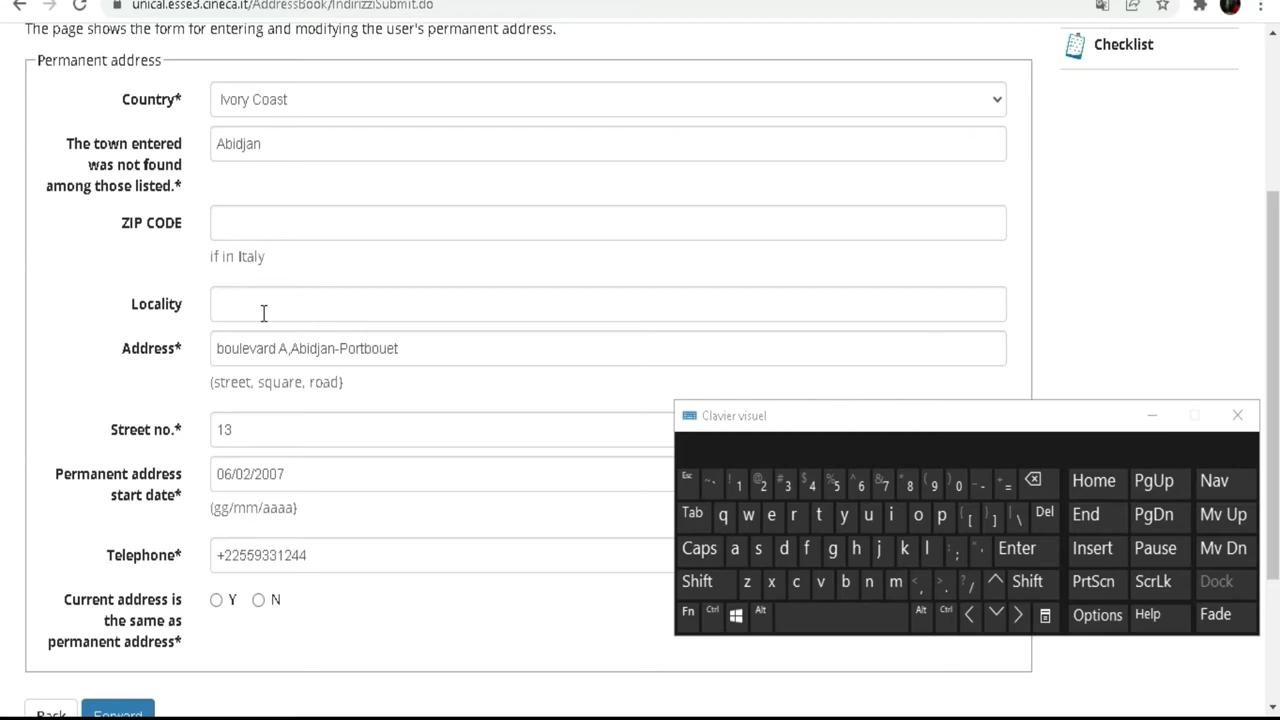 unical.esse3.cineca.it/AddressBook/IndirizziSubmit.do
The page shows the form for entering and modifying the user's permanent address.
Checklist
Permanent address
Country*
Ivory Coast
The town entered
was not found
among those listed.*
Abidjan
ZIP CODE
if in Italy
Locality
Address*
boulevard A,Abidjan-Portbouet
(street, square, road}
Street no.*
13
Permanent address
start date*
06/02/2007
(gg/mm/aaaa}
Telephone*
+22559331244
Current address is
the same as
permanent address*
Y N
Back Forward
Clavier visuel
Esc ~ ` ! 1 @ 2 # 3 $ 4 % 5 ^ 6 & 7 * 8 ( 9 ) 0 _ - + = Home PgUp Nav
Tab q w e r t y u i o p { [ } ] | \ Del End PgDn Mv Up
Caps a s d f g h j k l : ; " ' Enter Insert Pause Mv Dn
Shift z x c v b n m < , > . ? / Shift PrtScn ScrLk Dock
Fn Ctrl Alt Alt Ctrl Options Help Fade